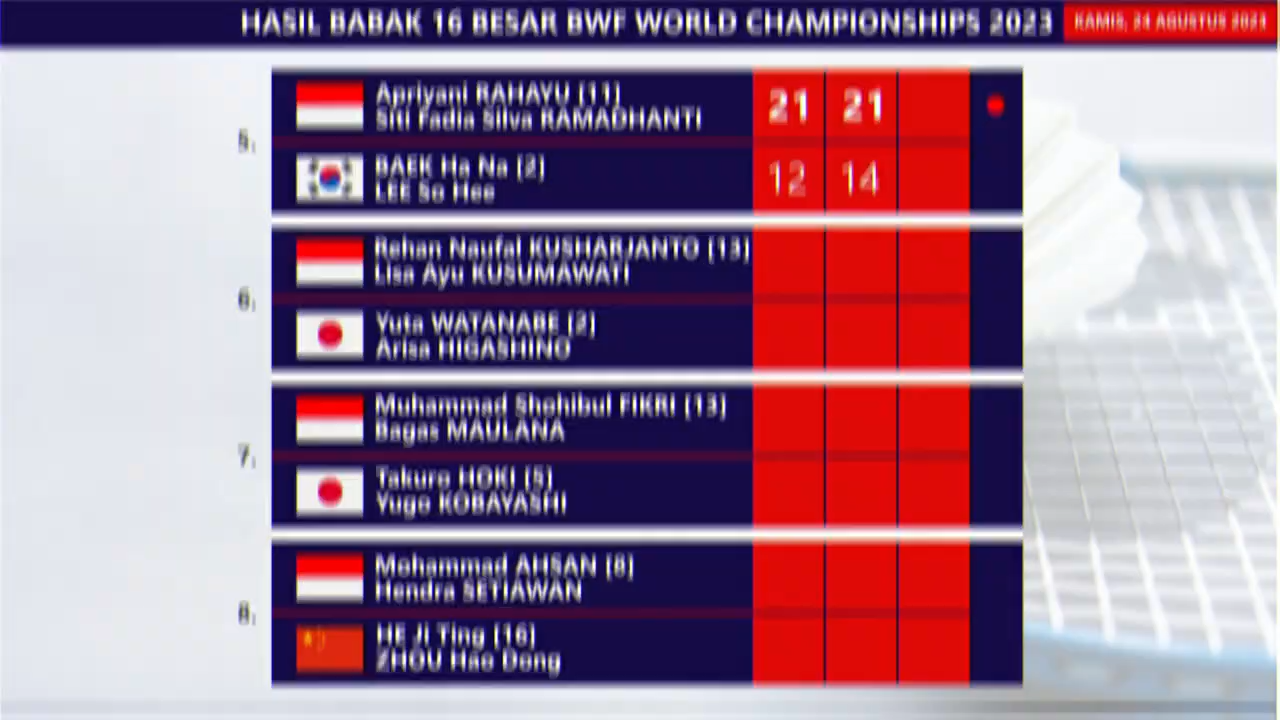 HASIL BABAK 16 BESAR BWF WORLD CHAMPIONSHIPS 2023
KAMIS, 24 AGUSTUS 2023
5.
Apriyani RAHAYU [11]
Siti Fadia Silva RAMADHANTI
21 21
BAEK Ha Na [2]
LEE So Hee
12 14
6.
Rehan Naufal KUSHARJANTO [13]
Lisa Ayu KUSUMAWATI
Yuta WATANABE [2]
Arisa HIGASHINO
7.
Muhammad Shohibul FIKRI [13]
Bagas MAULANA
Takuro HOKI [5]
Yugo KOBAYASHI
8.
Mohammad AHSAN [8]
Hendra SETIAWAN
HE Ji Ting [16]
ZHOU Hao Dong